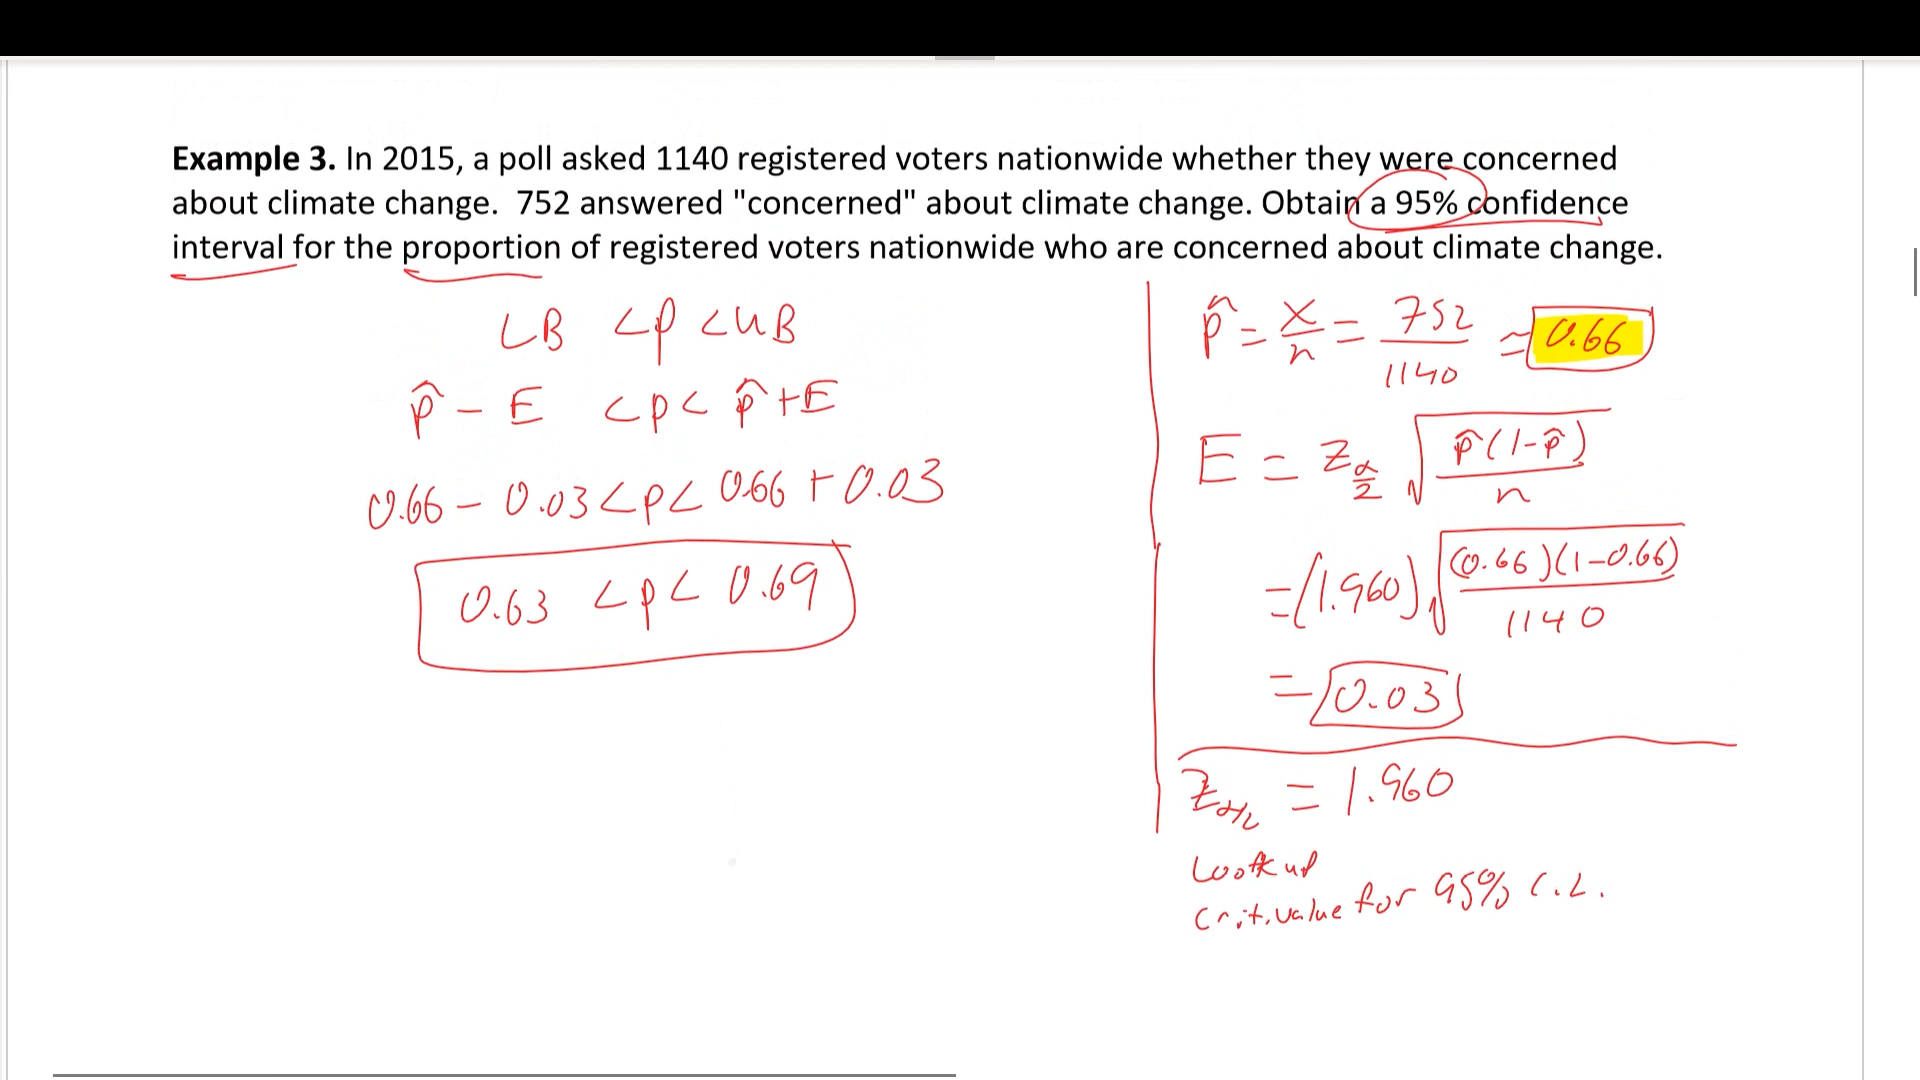 Example 3. In 2015, a poll asked 1140 registered voters nationwide whether they were concerned
about climate change. 752 answered "concerned" about climate change. Obtain a 95% confidence
interval for the proportion of registered voters nationwide who are concerned about climate change.
LB < p < UB
p̂ - E < p < p̂ + E
0.66 - 0.03 < p < 0.66 + 0.03
0.63 < p < 0.69
p̂ = x/n = 752/1140 ≈ 0.66
E = z_α/2 √(p̂(1-p̂)/n)
= (1.960) √((0.66)(1-0.66)/1140)
= 0.03
z_α/2 = 1.960
Look up
crit. value for 95% C.L.